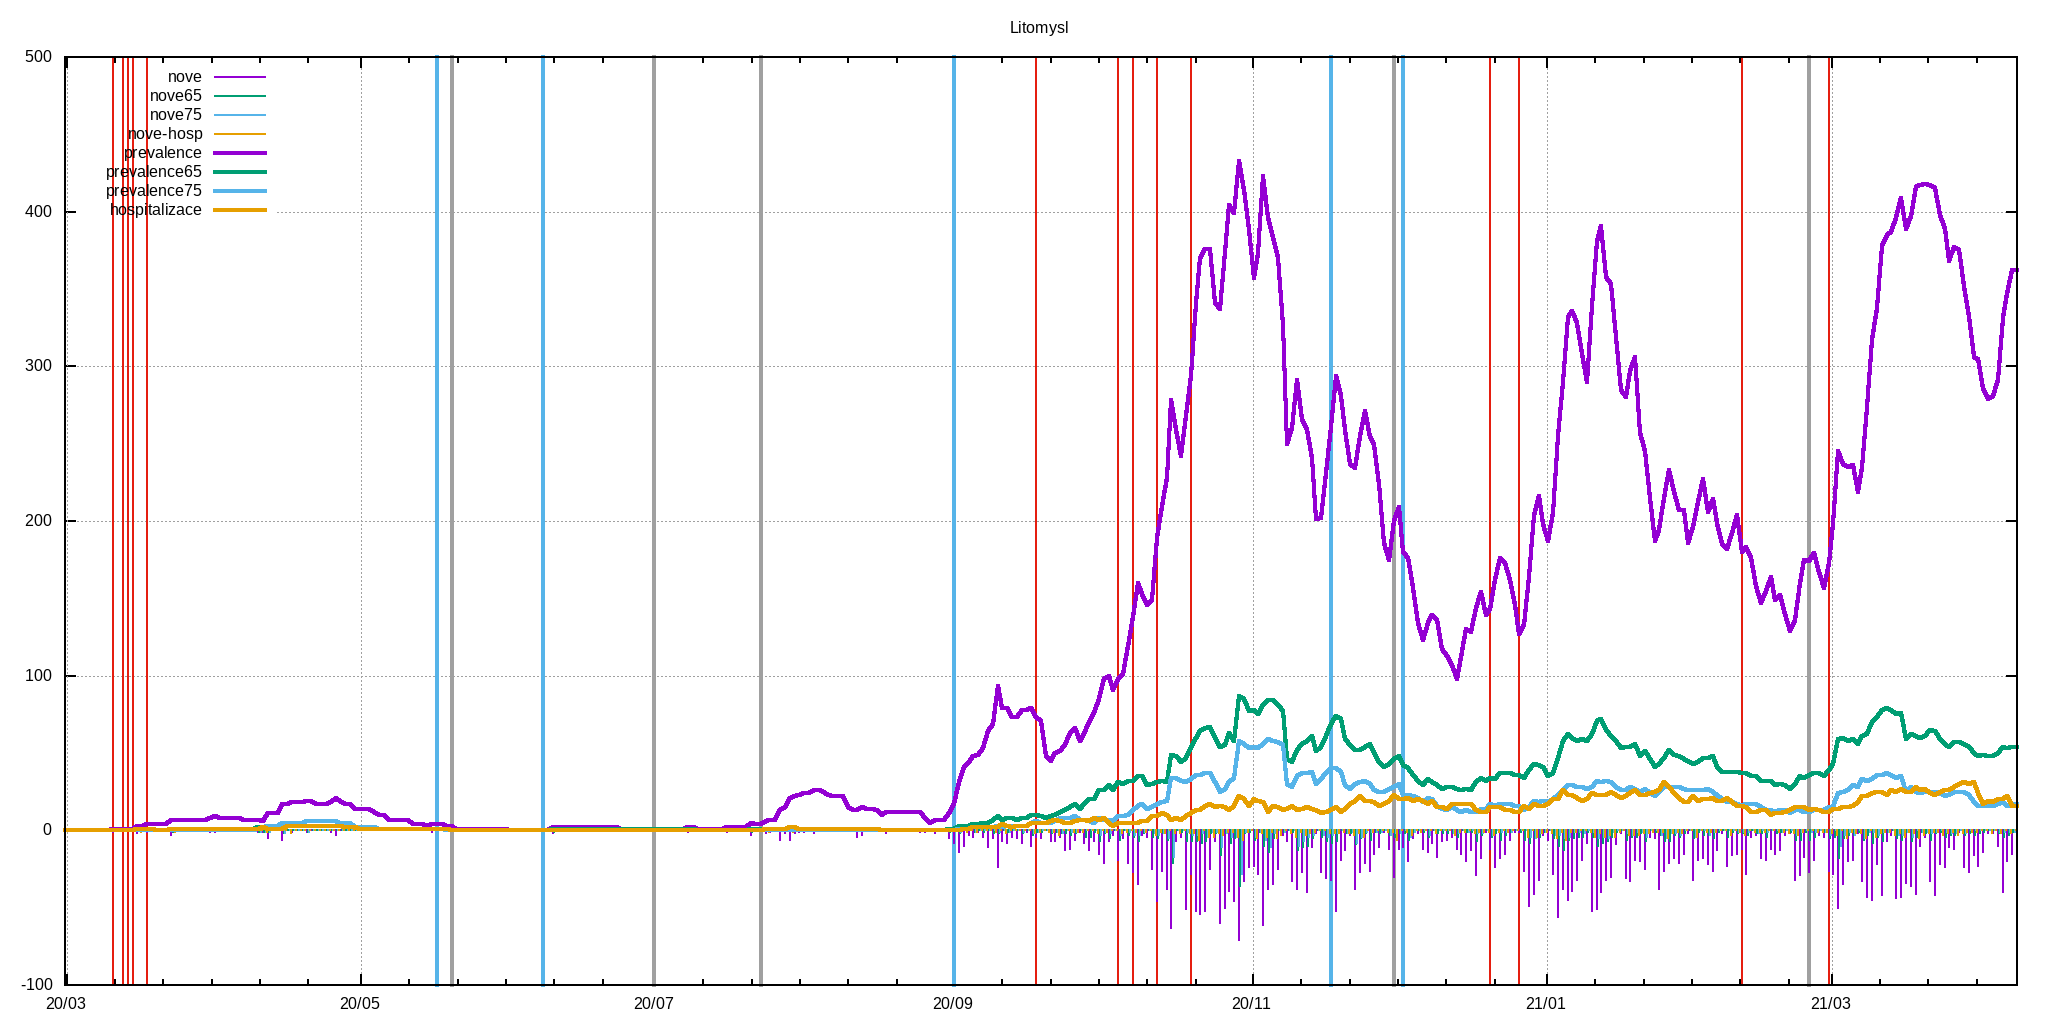 Litomysl
500
400
300
200
100
0
-100
nove
nove65
nove75
nove-hosp
prevalence
prevalence65
prevalence75
hospitalizace
20/03 20/05 20/07 20/09 20/11 21/01 21/03